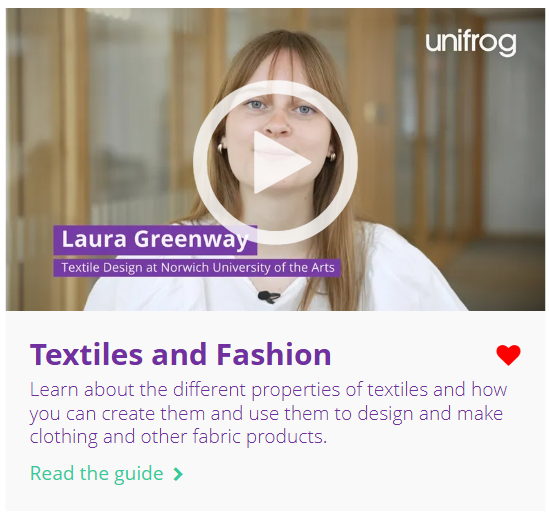 unifrog
Laura Greenway
Textile Design at Norwich University of the Arts
Textiles and Fashion
Learn about the different properties of textiles and how
you can create them and use them to design and make
clothing and other fabric products.
Read the guide